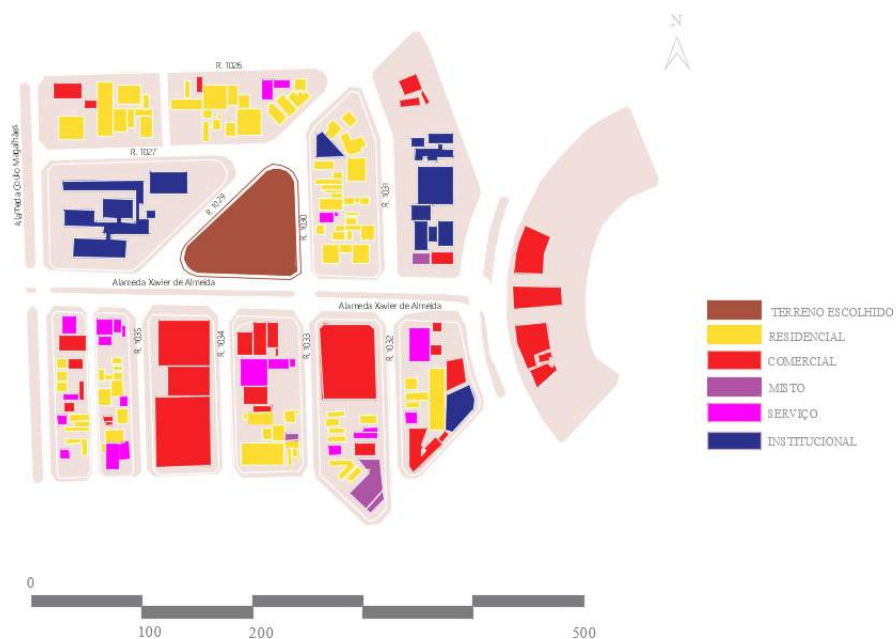 N
R. 1026
Alameda Couto Magalhães
R. 1027
R. 1029
R. 1030
R. 1031
Alameda Xavier de Almeida
Alameda Xavier de Almeida
R. 1035
R. 1034
R. 1033
R. 1032
TERRENO ESCOLHIDO
RESIDENCIAL
COMERCIAL
MISTO
SERVIÇO
INSTITUCIONAL
0
100 200 500